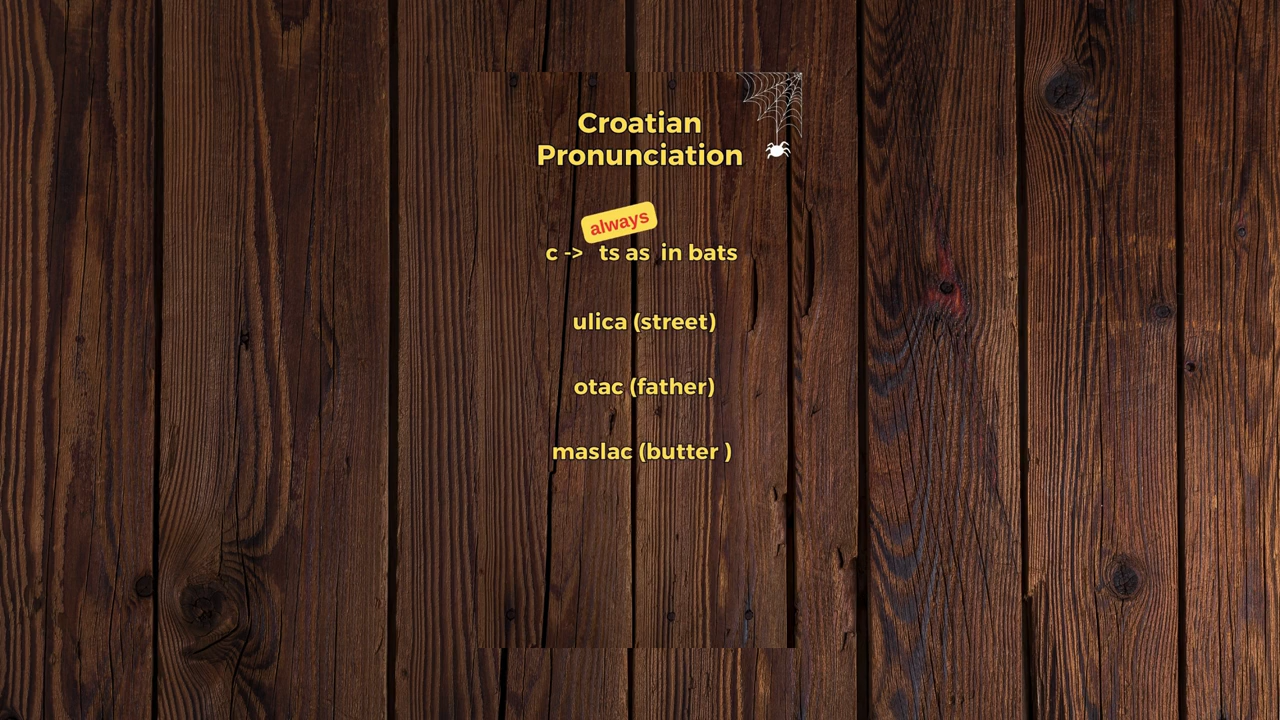 Croatian
Pronunciation
always
c -> ts as in bats
ulica (street)
otac (father)
maslac (butter )